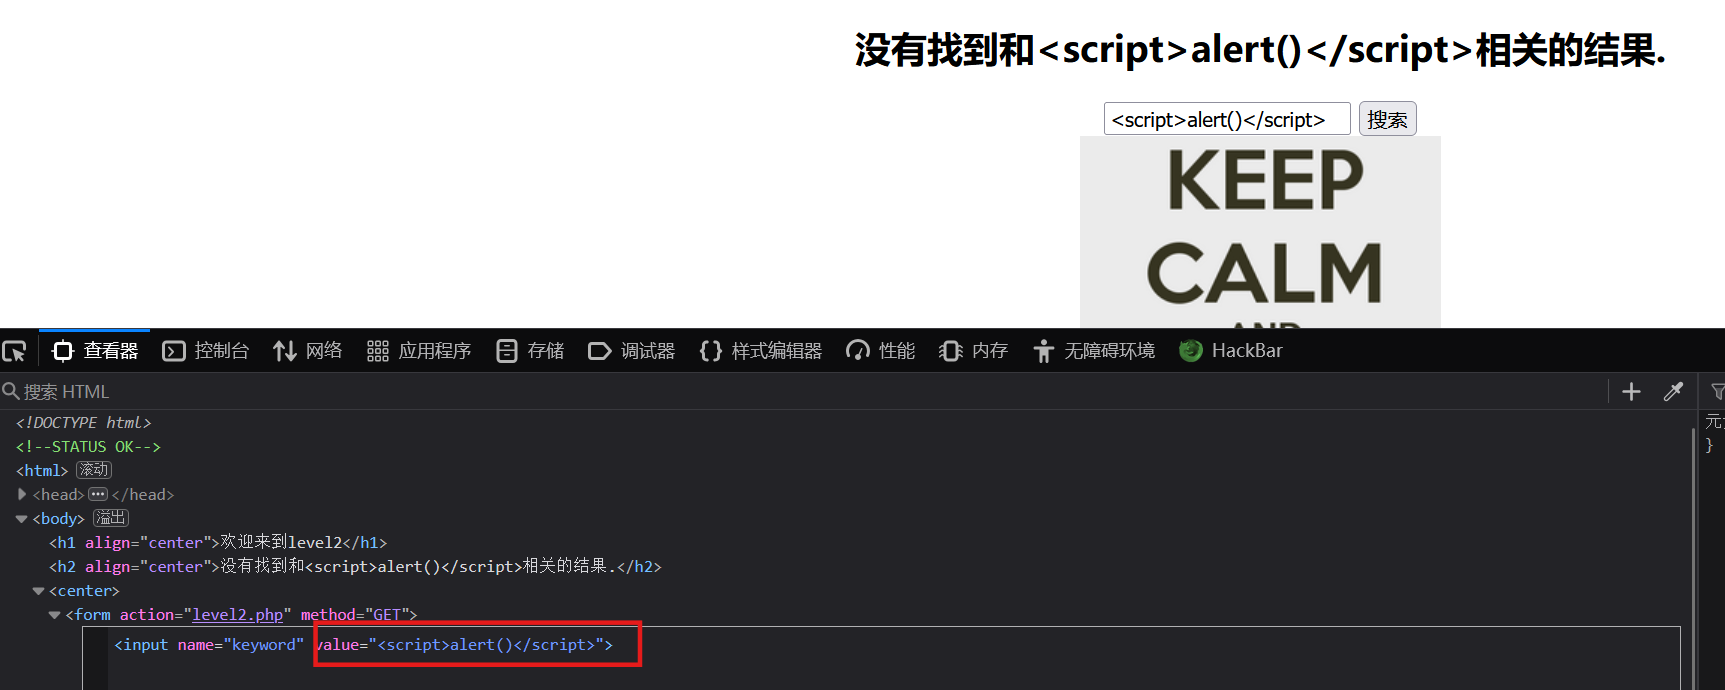 没有找到和<script>alert()</script>相关的结果.
<script>alert()</script> 搜索
KEEP
CALM
AND
查看器 控制台 网络 应用程序 存储 调试器 {} 样式编辑器 性能 内存 无障碍环境 HackBar
搜索 HTML
<!DOCTYPE html>
<!--STATUS OK-->
<html> 滚动
<head>···</head>
<body> 溢出
<h1 align="center">欢迎来到level2</h1>
<h2 align="center">没有找到和<script>alert()</script>相关的结果.</h2>
<center>
<form action="level2.php" method="GET">
<input name="keyword" value="<script>alert()</script>">
}